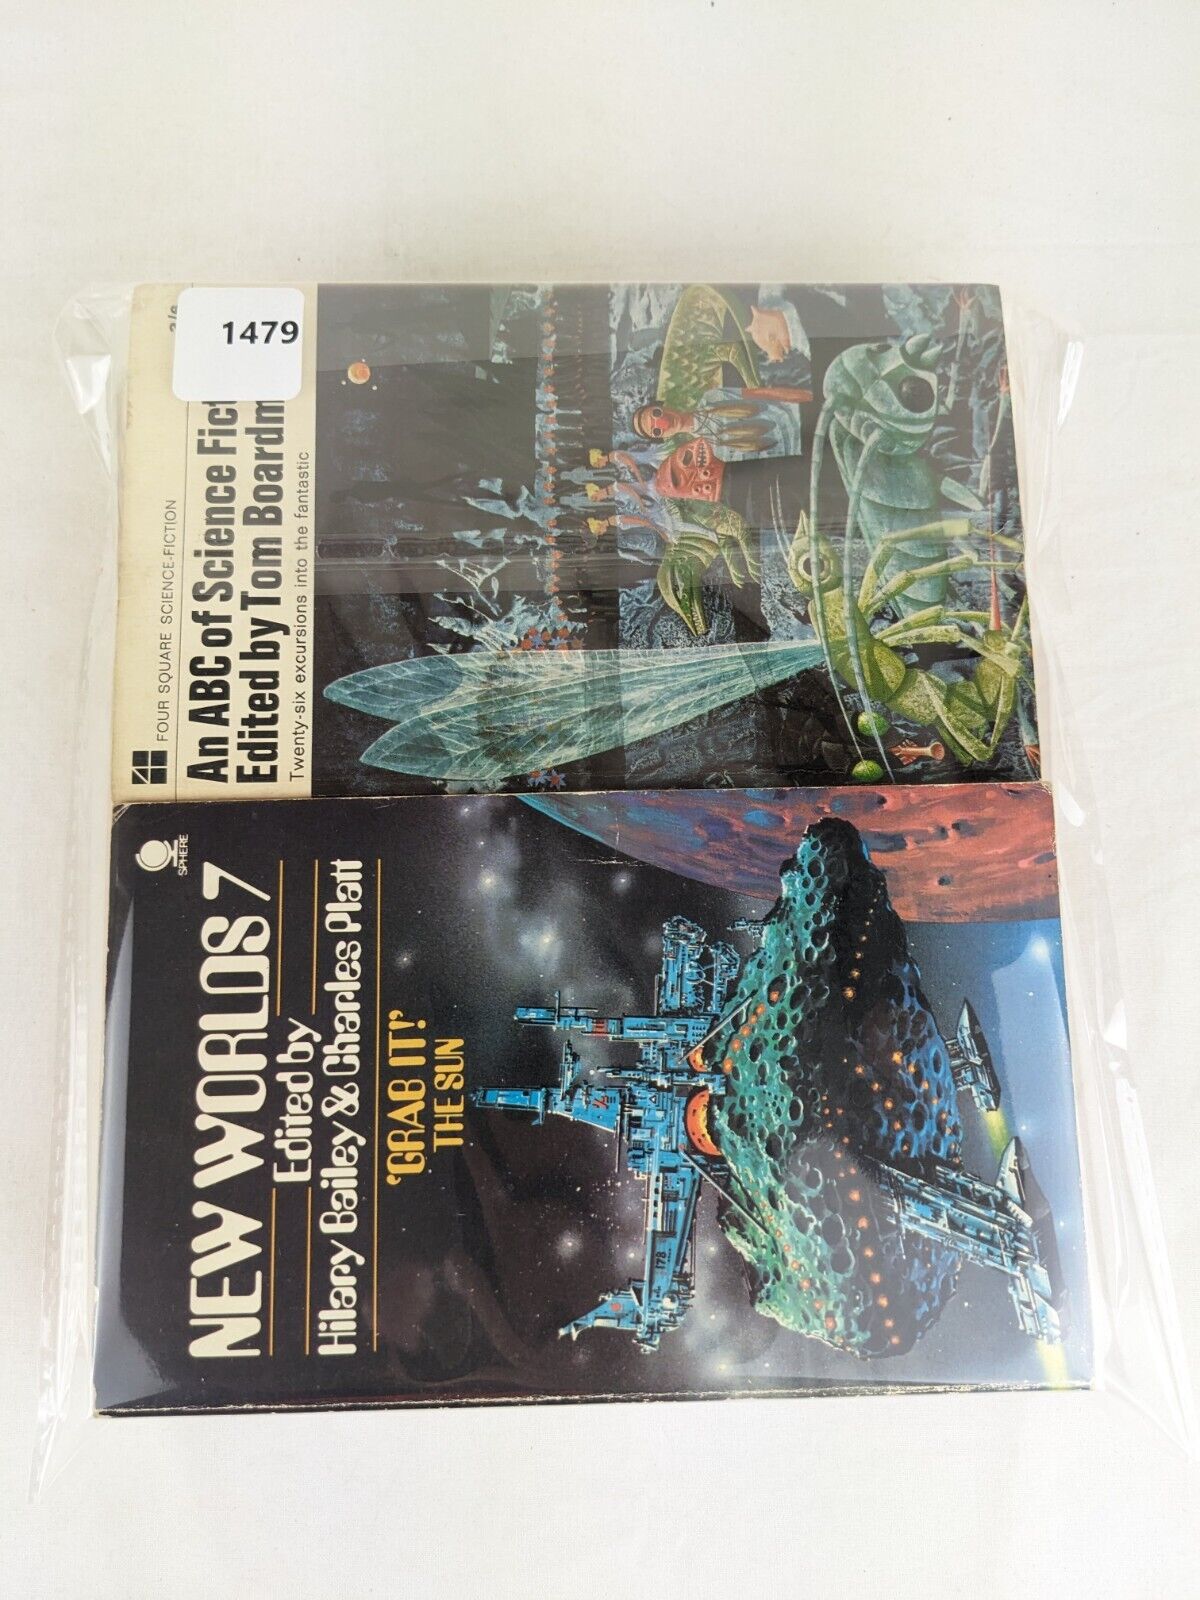 1479
FOUR SQUARE SCIENCE-FICTION
An ABC of Science Fict
Edited by Tom Boardm
Twenty-six excursions into the fantastic
SPHERE
NEW WORLDS 7
Edited by
Hilary Bailey & Charles Platt
'GRAB IT!'
THE SUN
178